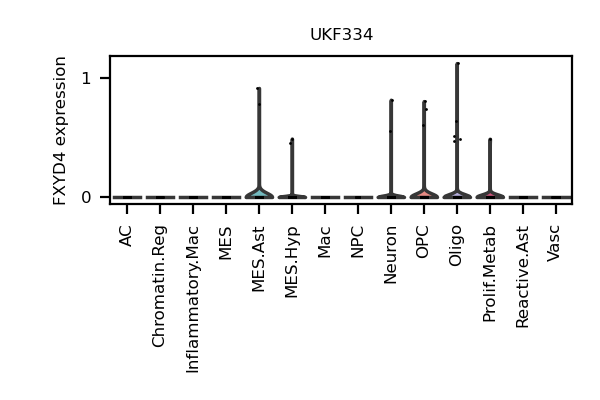 UKF334
FXYD4 expression
1
0
AC
Chromatin.Reg
Inflammatory.Mac
MES
MES.Ast
MES.Hyp
Mac
NPC
Neuron
OPC
Oligo
Prolif.Metab
Reactive.Ast
Vasc